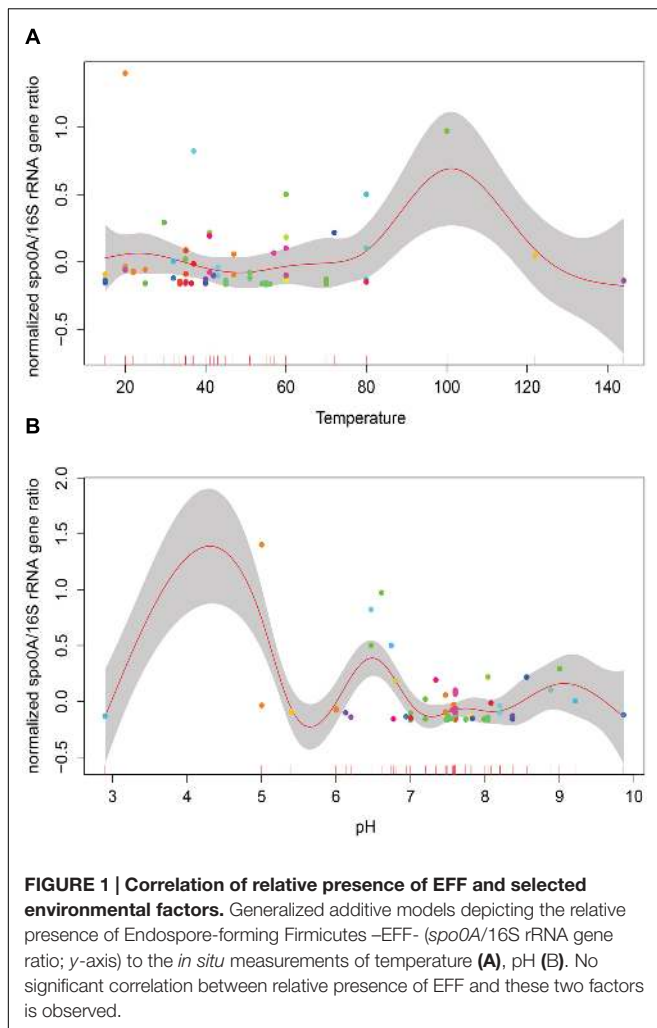 A
normalized spo0A/16S rRNA gene ratio
1.0
0.5
0.0
−0.5
20 40 60 80 100 120 140
Temperature
B
normalized spo0A/16S rRNA gene ratio
2.0
1.5
1.0
0.5
0.0
−0.5
3 4 5 6 7 8 9 10
pH
FIGURE 1 | Correlation of relative presence of EFF and selected
environmental factors. Generalized additive models depicting the relative
presence of Endospore-forming Firmicutes –EFF- (spo0A/16S rRNA gene
ratio; y-axis) to the in situ measurements of temperature (A), pH (B). No
significant correlation between relative presence of EFF and these two factors
is observed.